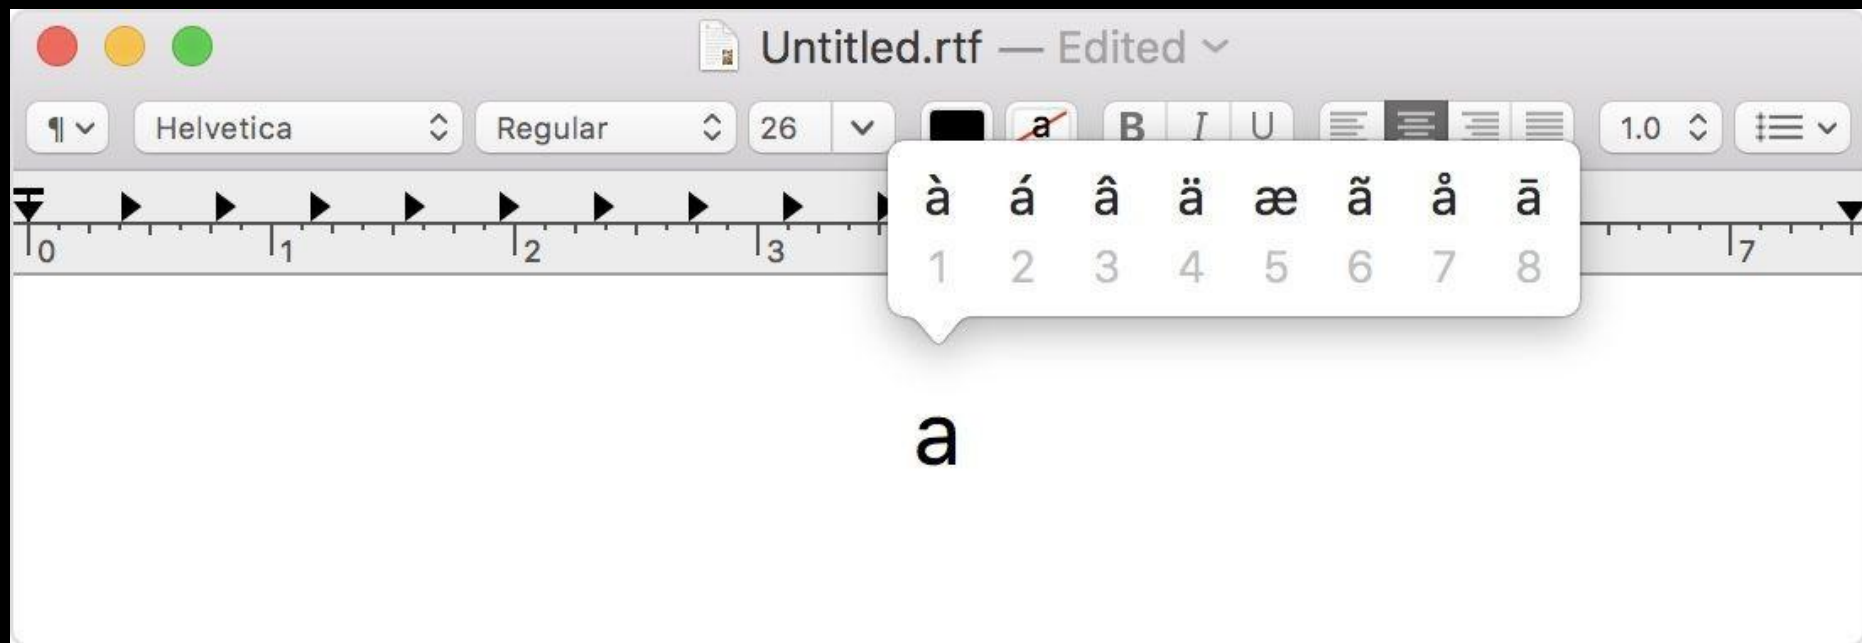 Untitled.rtf — Edited
¶ Helvetica Regular 26 a B I U 1.0
à á â ä æ ã å ā
1 2 3 4 5 6 7 8
0 1 2 3 7
a